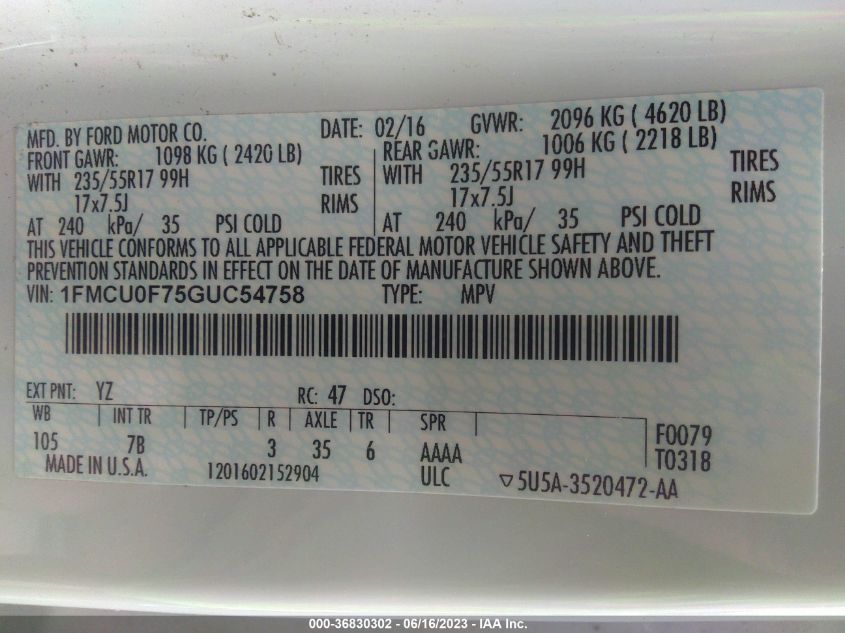 MFD. BY FORD MOTOR CO. DATE: 02/16 GVWR: 2096 KG ( 4620 LB)
FRONT GAWR: 1098 KG ( 2420 LB) REAR GAWR: 1006 KG ( 2218 LB)
WITH 235/55R17 99H TIRES WITH 235/55R17 99H TIRES
17x7.5J RIMS 17x7.5J RIMS
AT 240 kPa/ 35 PSI COLD AT 240 kPa/ 35 PSI COLD
THIS VEHICLE CONFORMS TO ALL APPLICABLE FEDERAL MOTOR VEHICLE SAFETY AND THEFT
PREVENTION STANDARDS IN EFFECT ON THE DATE OF MANUFACTURE SHOWN ABOVE.
VIN: 1FMCU0F75GUC54758 TYPE: MPV
EXT PNT: YZ RC: 47 DSO:
WB INT TR TP/PS R AXLE TR SPR
105 7B 3 35 6 AAAA F0079
MADE IN U.S.A. 1201602152904 ULC T0318
5U5A-3520472-AA
000-36830302 - 06/16/2023 - IAA Inc.